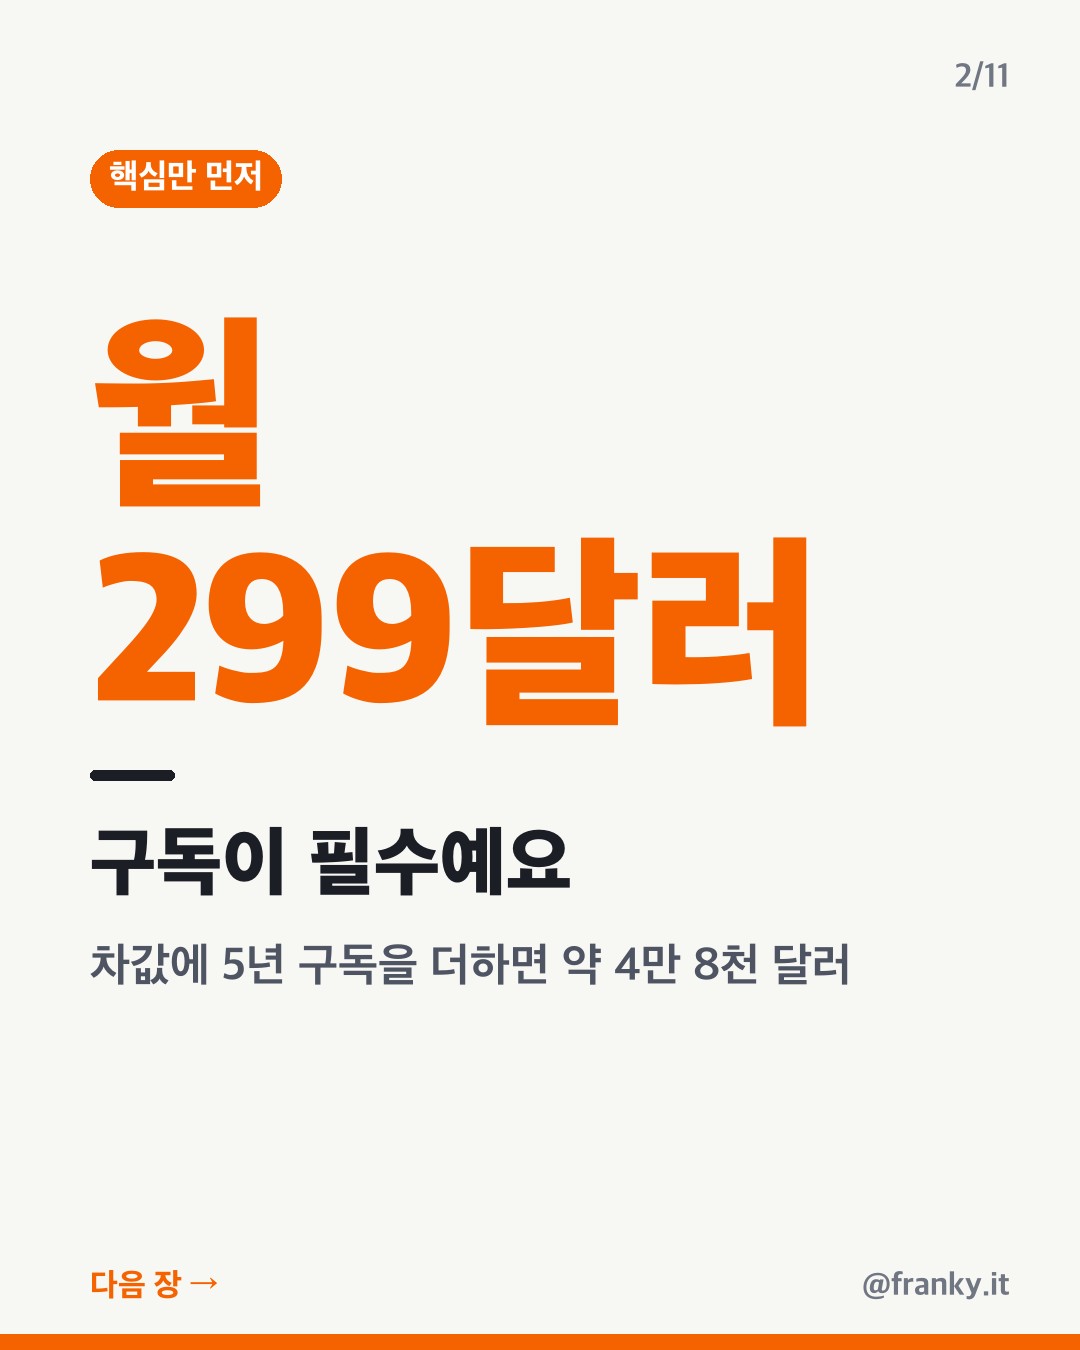 2/11
핵심만 먼저
월
299달러
구독이 필수예요
차값에 5년 구독을 더하면 약 4만 8천 달러
다음 장 →
@franky.it